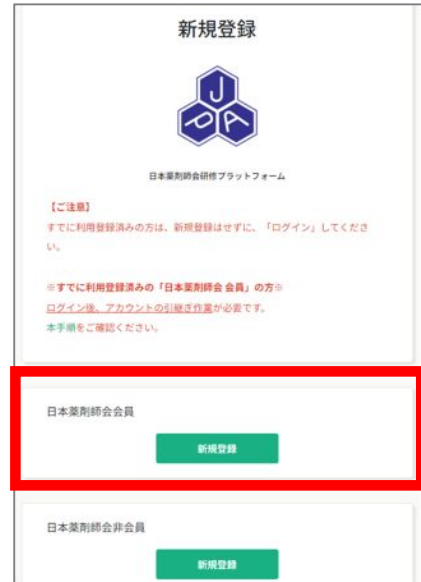 新規登録
J
P A
日本薬剤師会研修プラットフォーム
【ご注意】
すでに利用登録済みの方は、新規登録はせずに、「ログイン」してくださ
い。
※すでに利用登録済みの「日本薬剤師会 会員」の方※
ログイン後、アカウントの引継ぎ作業が必要です。
本手順をご確認ください。
日本薬剤師会会員
新規登録
日本薬剤師会非会員
新規登録